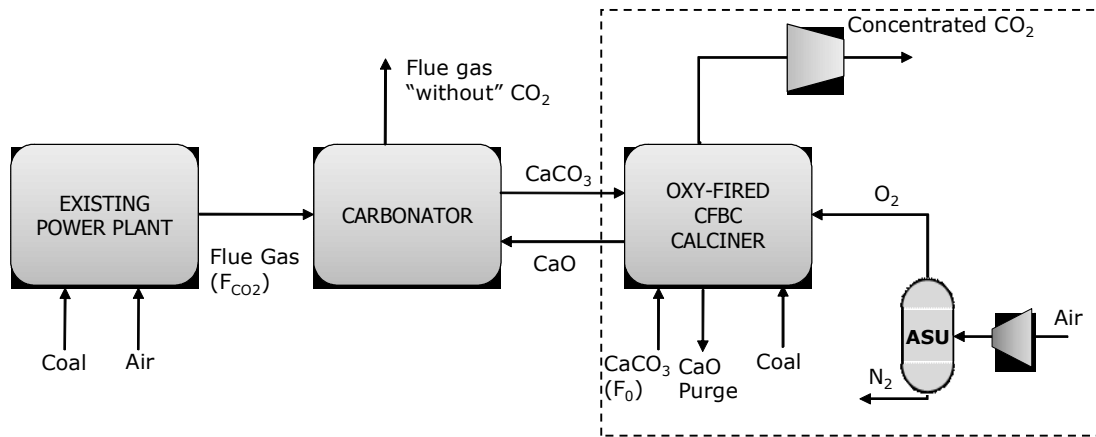 Concentrated CO₂
Flue gas
“without” CO₂
EXISTING
POWER PLANT
CARBONATOR
CaCO₃
CaO
OXY-FIRED
CFBC
CALCINER
O₂
Flue Gas
(F_CO2)
Coal
Air
CaCO₃
(F₀)
CaO
Purge
Coal
ASU
Air
N₂